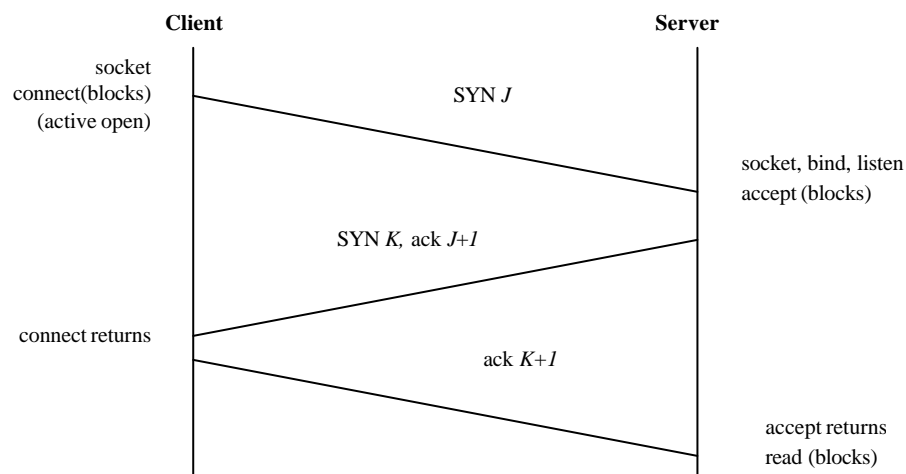 Client
Server
socket
connect(blocks)
(active open)
SYN J
socket, bind, listen
accept (blocks)
SYN K, ack J+1
connect returns
ack K+1
accept returns
read (blocks)